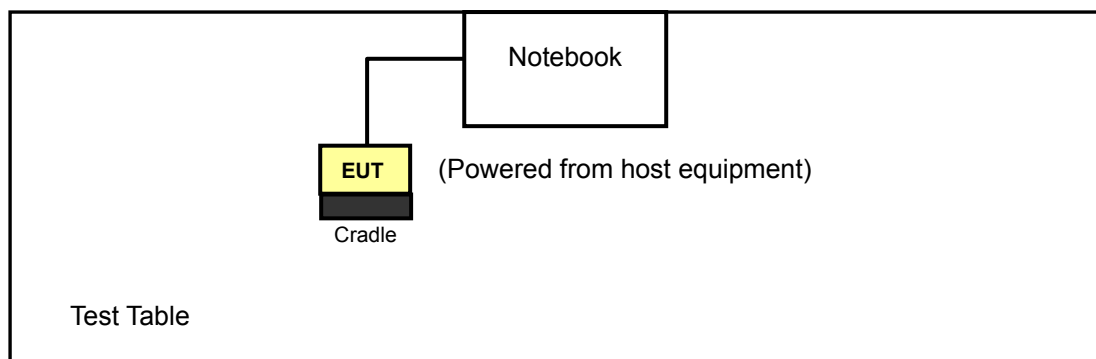 Notebook
EUT
(Powered from host equipment)
Cradle
Test Table